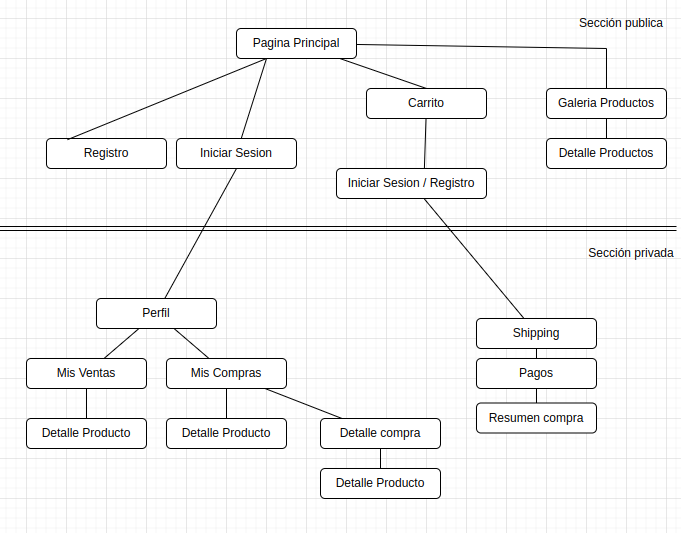 Sección publica
Pagina Principal
Carrito
Galeria Productos
Registro
Iniciar Sesion
Detalle Productos
Iniciar Sesion / Registro
Sección privada
Perfil
Shipping
Mis Ventas
Mis Compras
Pagos
Resumen compra
Detalle Producto
Detalle Producto
Detalle compra
Detalle Producto